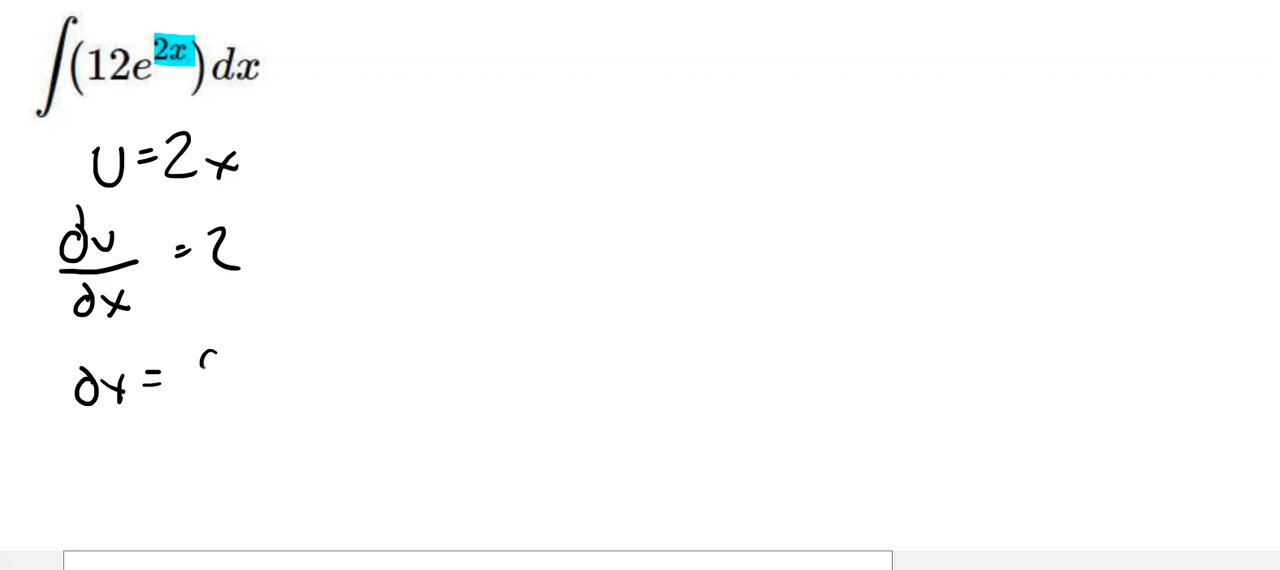 ∫(12e^{2x}) dx
u=2x
du/dx = 2
dx =